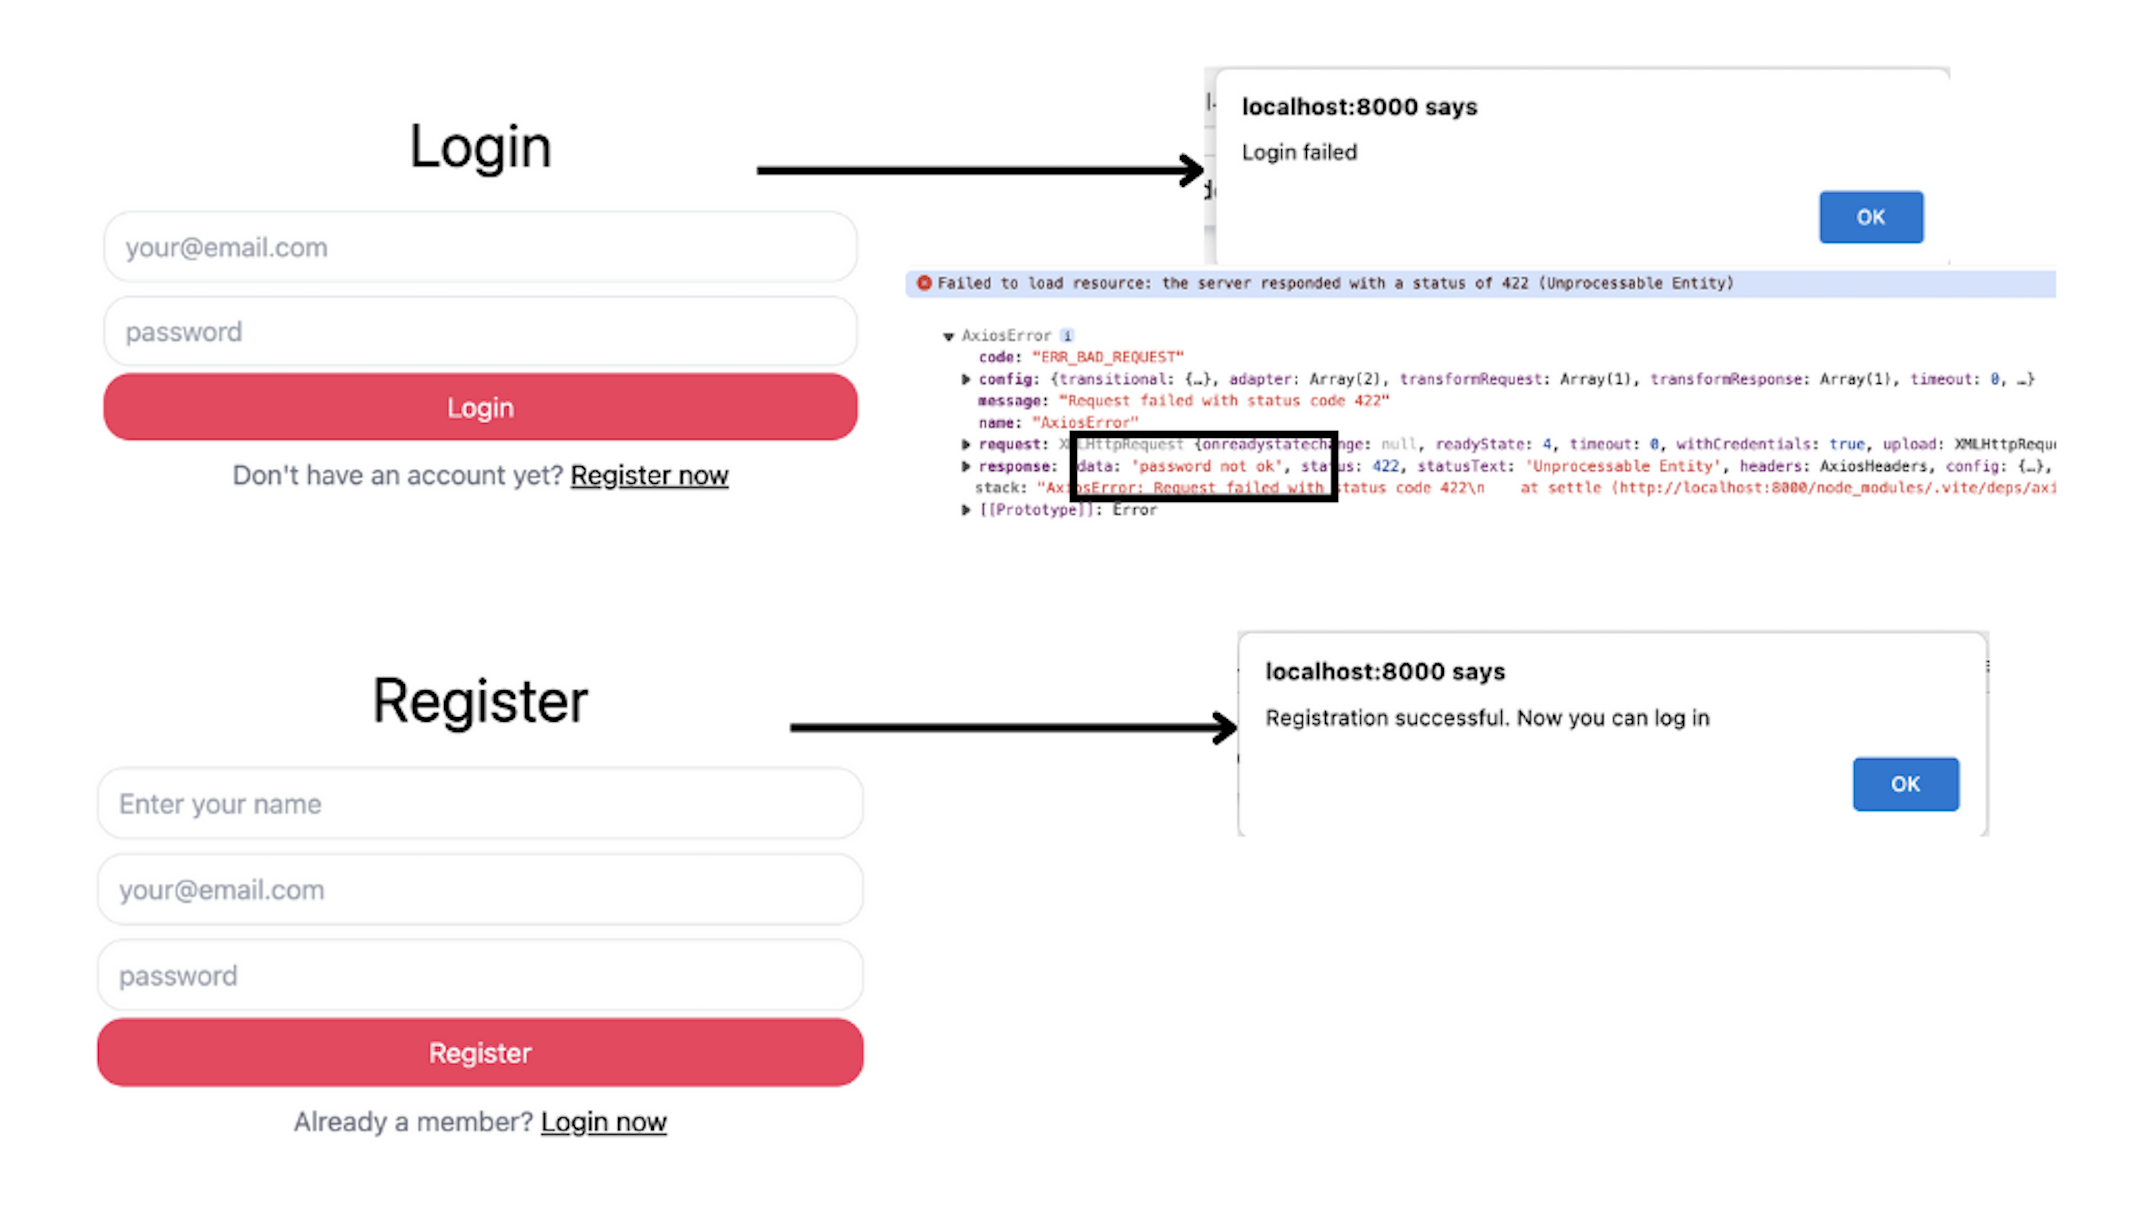 Login
your@email.com
password
Login
Don't have an account yet? Register now
localhost:8000 says
Login failed
OK
Failed to load resource: the server responded with a status of 422 (Unprocessable Entity)
AxiosError i
code: "ERR_BAD_REQUEST"
config: {transitional: {…}, adapter: Array(2), transformRequest: Array(1), transformResponse: Array(1), timeout: 0, …}
message: "Request failed with status code 422"
name: "AxiosError"
request: XMLHttpRequest {onreadystatechange: null, readyState: 4, timeout: 0, withCredentials: true, upload: XMLHttpRequ
response: data: 'password not ok', status: 422, statusText: 'Unprocessable Entity', headers: AxiosHeaders, config: {…},
stack: "AxiosError: Request failed with status code 422\n    at settle (http://localhost:8000/node_modules/.vite/deps/axi
[[Prototype]]: Error
Register
Enter your name
your@email.com
password
Register
Already a member? Login now
localhost:8000 says
Registration successful. Now you can log in
OK